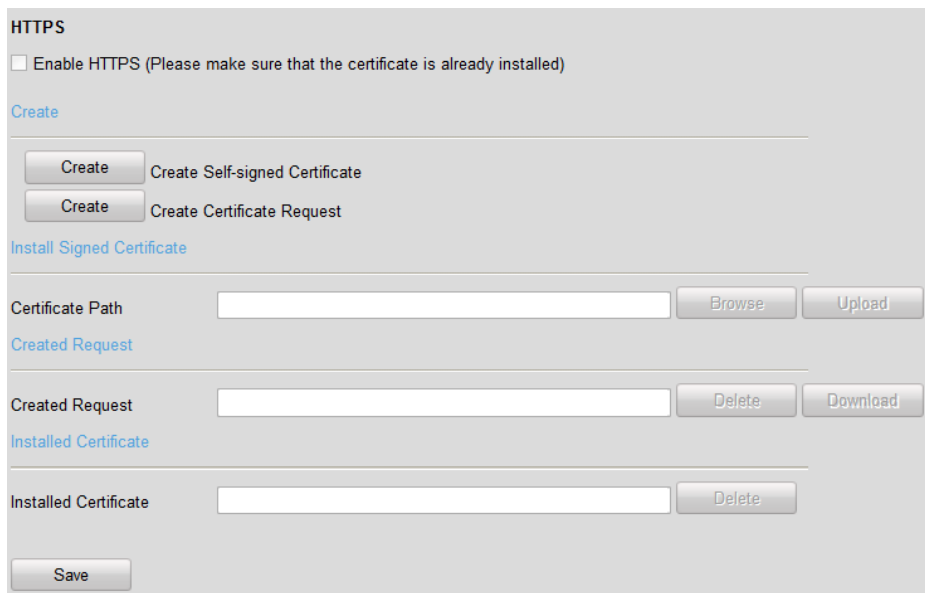 HTTPS
Enable HTTPS (Please make sure that the certificate is already installed)
Create
Create Create Self-signed Certificate
Create Create Certificate Request
Install Signed Certificate
Certificate Path Browse Upload
Created Request
Created Request Delete Download
Installed Certificate
Installed Certificate Delete
Save